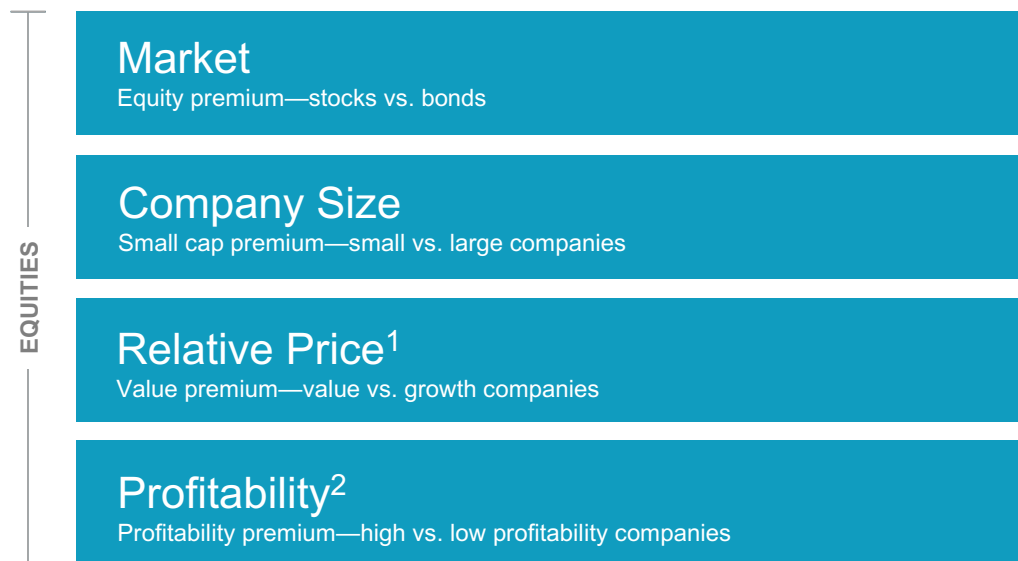 EQUITIES
Market
Equity premium—stocks vs. bonds
Company Size
Small cap premium—small vs. large companies
Relative Price¹
Value premium—value vs. growth companies
Profitability²
Profitability premium—high vs. low profitability companies